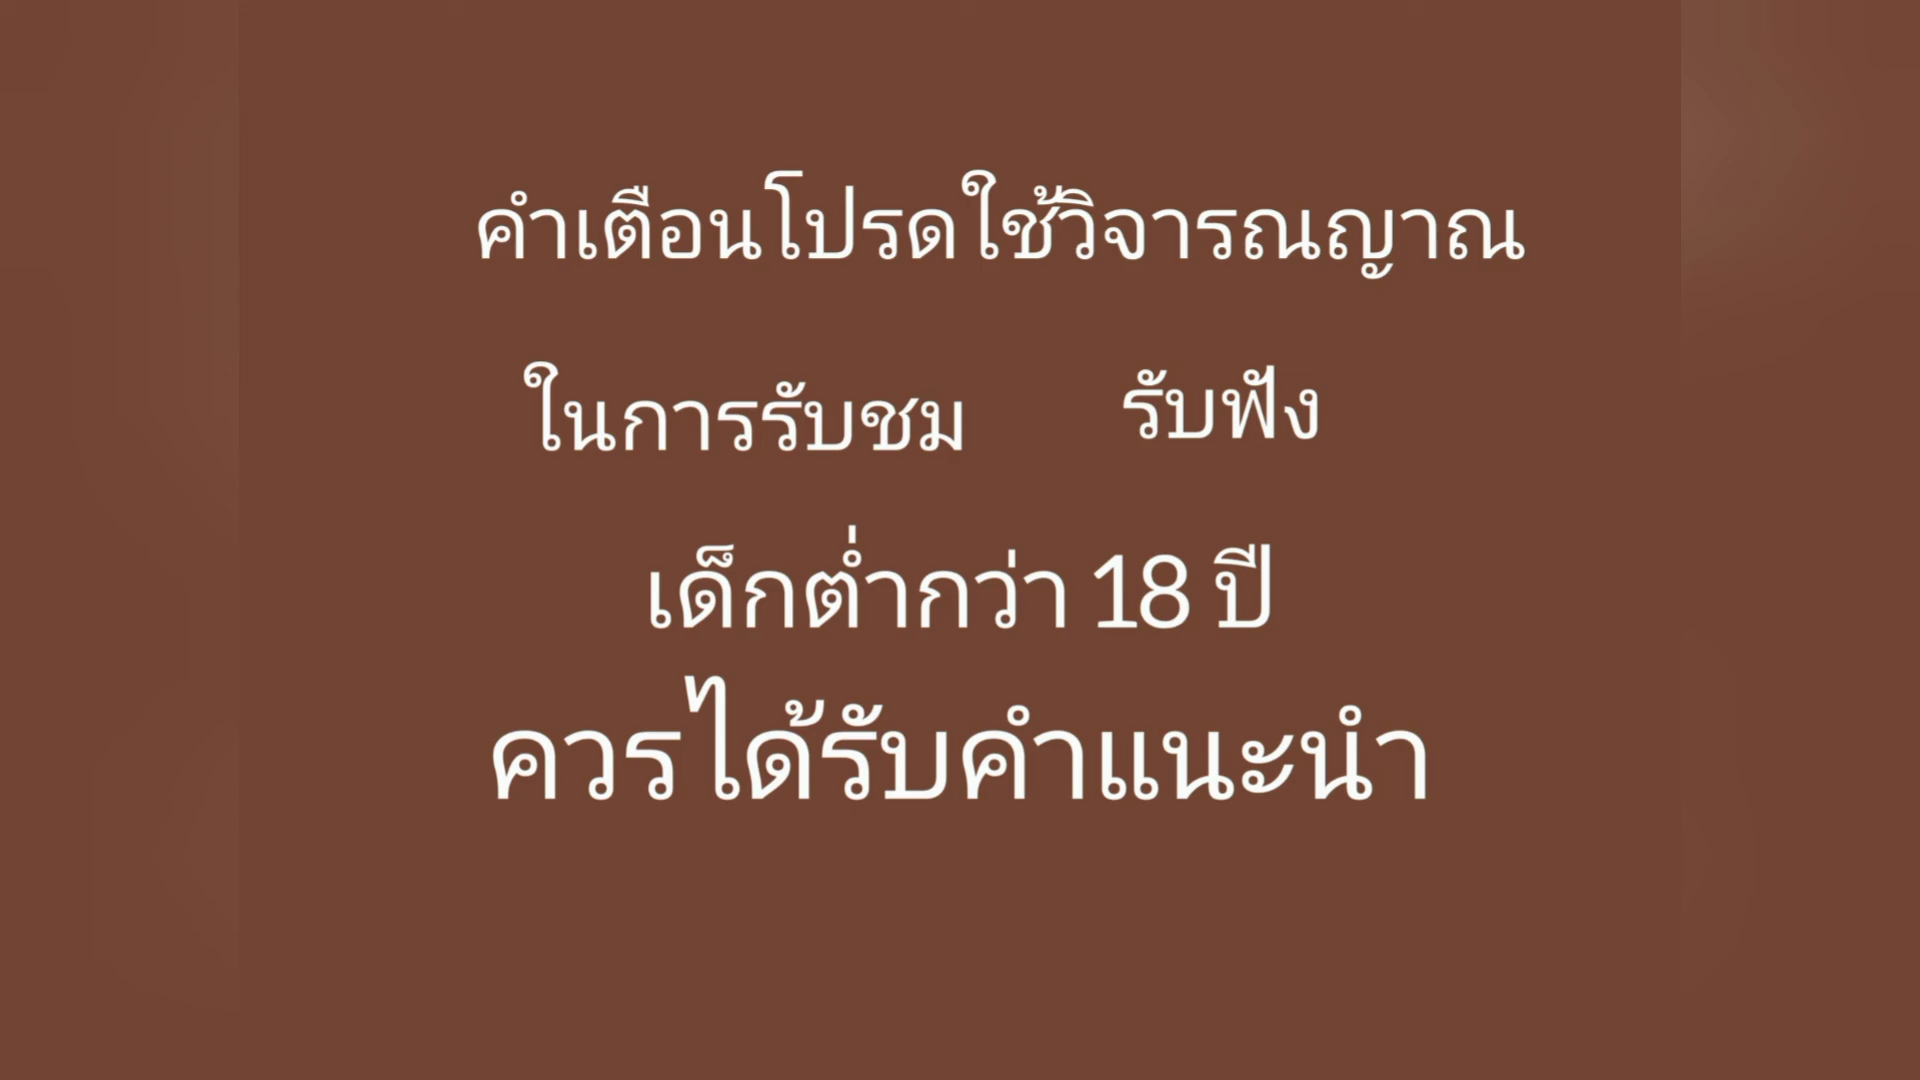 คำเตือนโปรดใช้วิจารณญาณ
ในการรับชม รับฟัง
เด็กต่ำกว่า 18 ปี
ควรได้รับคำแนะนำ